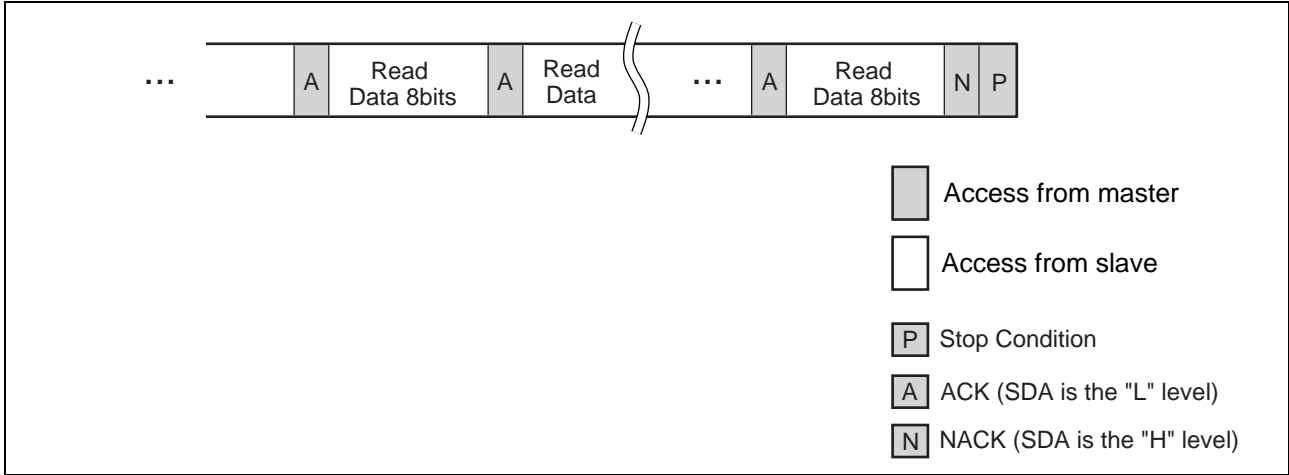 ... A Read Data 8bits A Read Data ... A Read Data 8bits N P
Access from master
Access from slave
P Stop Condition
A ACK (SDA is the "L" level)
N NACK (SDA is the "H" level)